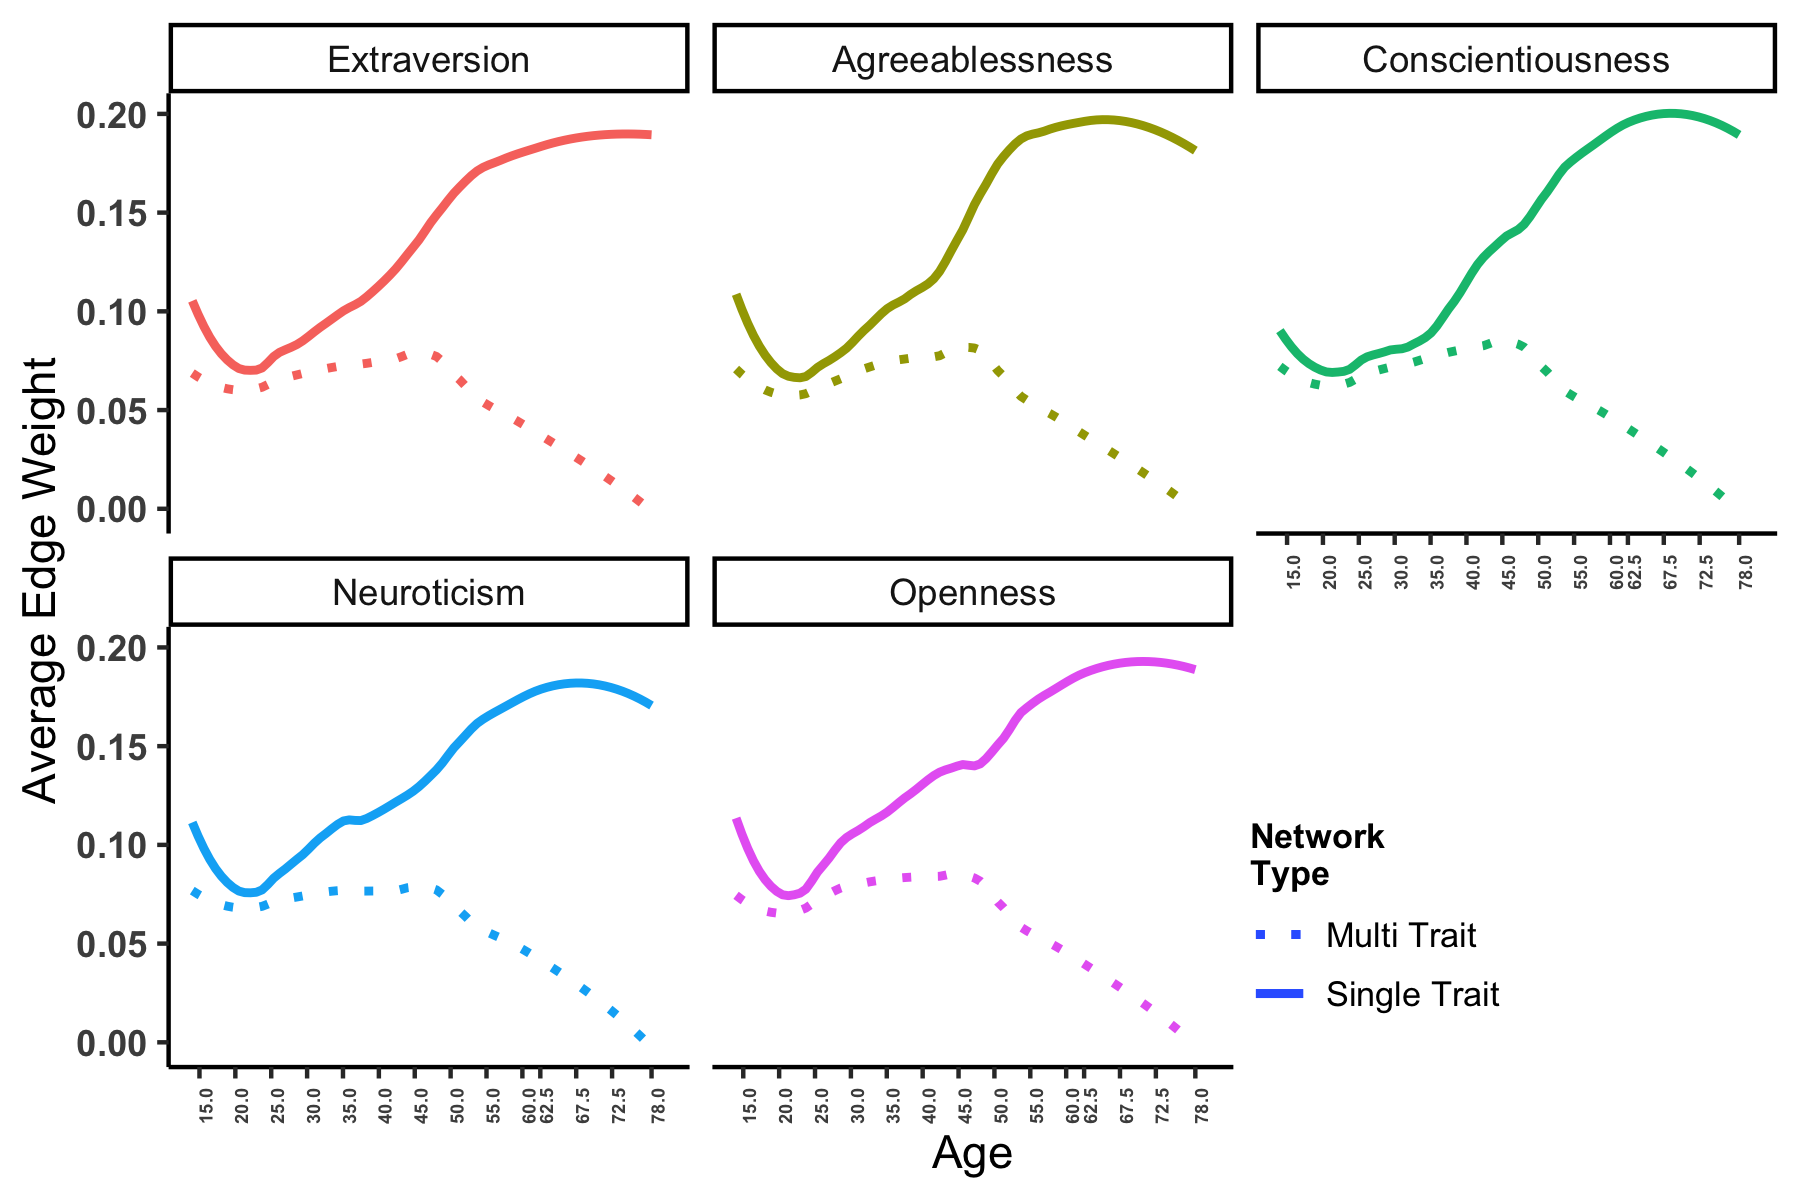 Extraversion
Agreeablessness
Conscientiousness
0.20
0.15
0.10
0.05
0.00
15.0 20.0 25.0 30.0 35.0 40.0 45.0 50.0 55.0 60.0 62.5 67.5 72.5 78.0
Average Edge Weight
Neuroticism
Openness
0.20
0.15
0.10
0.05
0.00
15.0 20.0 25.0 30.0 35.0 40.0 45.0 50.0 55.0 60.0 62.5 67.5 72.5 78.0
15.0 20.0 25.0 30.0 35.0 40.0 45.0 50.0 55.0 60.0 62.5 67.5 72.5 78.0
Age
Network
Type
Multi Trait
Single Trait